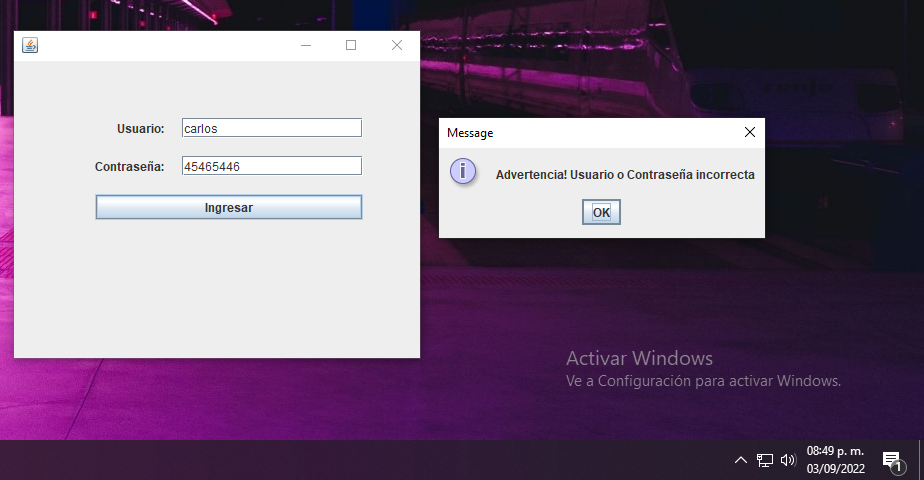 Usuario:
carlos
Contraseña:
45465446
Ingresar
Message
Advertencia! Usuario o Contraseña incorrecta
OK
Activar Windows
Ve a Configuración para activar Windows.
08:49 p. m.
03/09/2022
1